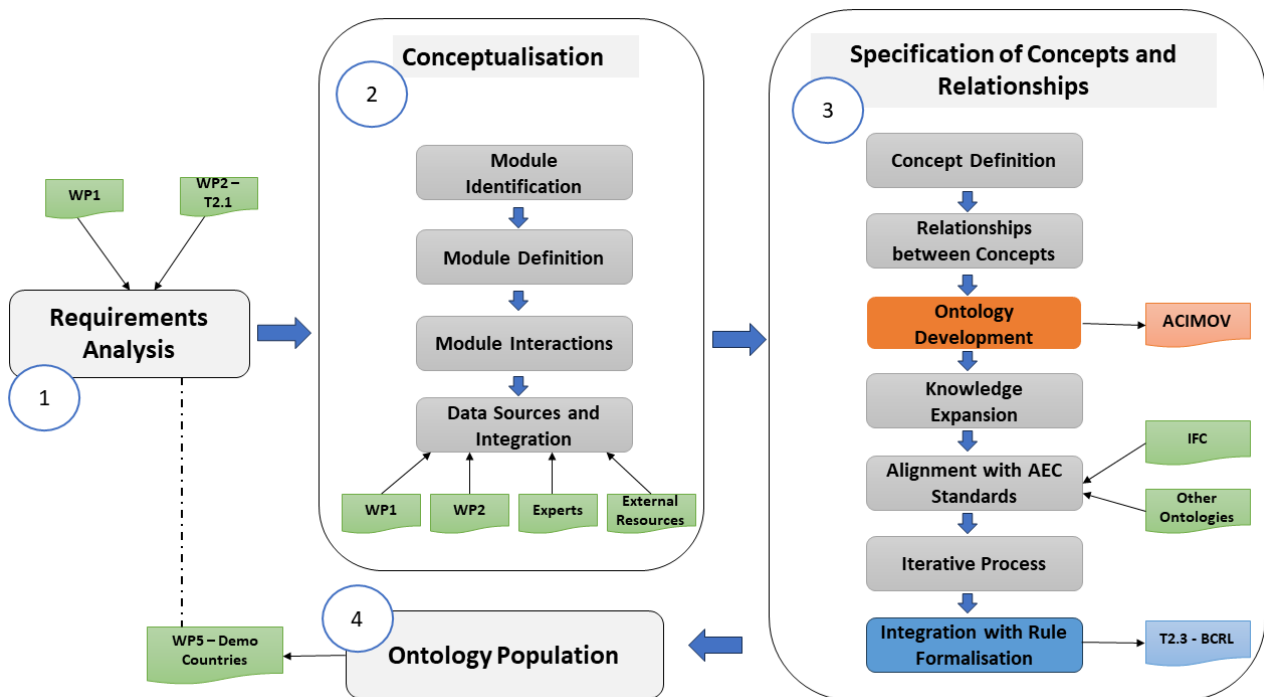 WP1
WP2 –
T2.1
Requirements
Analysis
1
Conceptualisation
2
Module
Identification
Module Definition
Module Interactions
Data Sources and
Integration
WP1
WP2
Experts
External
Resources
Specification of Concepts and
Relationships
3
Concept Definition
Relationships
between Concepts
Ontology
Development
ACIMOV
Knowledge
Expansion
Alignment with AEC
Standards
IFC
Other
Ontologies
Iterative Process
Integration with Rule
Formalisation
T2.3 - BCRL
4
Ontology Population
WP5 – Demo
Countries